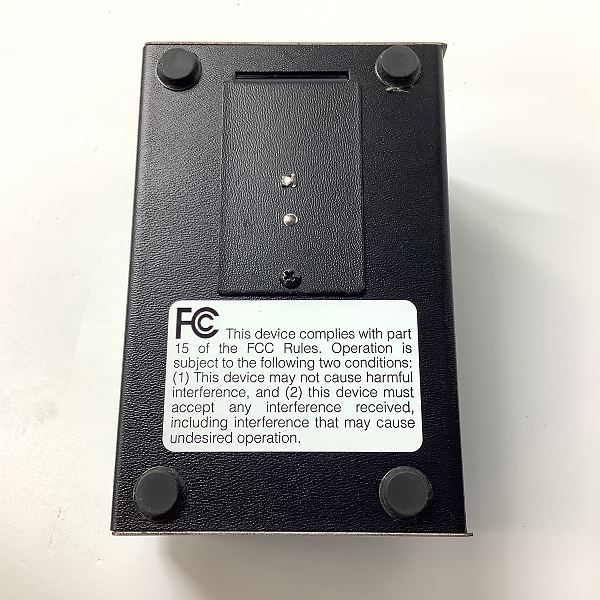 FC This device complies with part
15 of the FCC Rules. Operation is
subject to the following two conditions:
(1) This device may not cause harmful
interference, and (2) this device must
accept any interference received,
including interference that may cause
undesired operation.